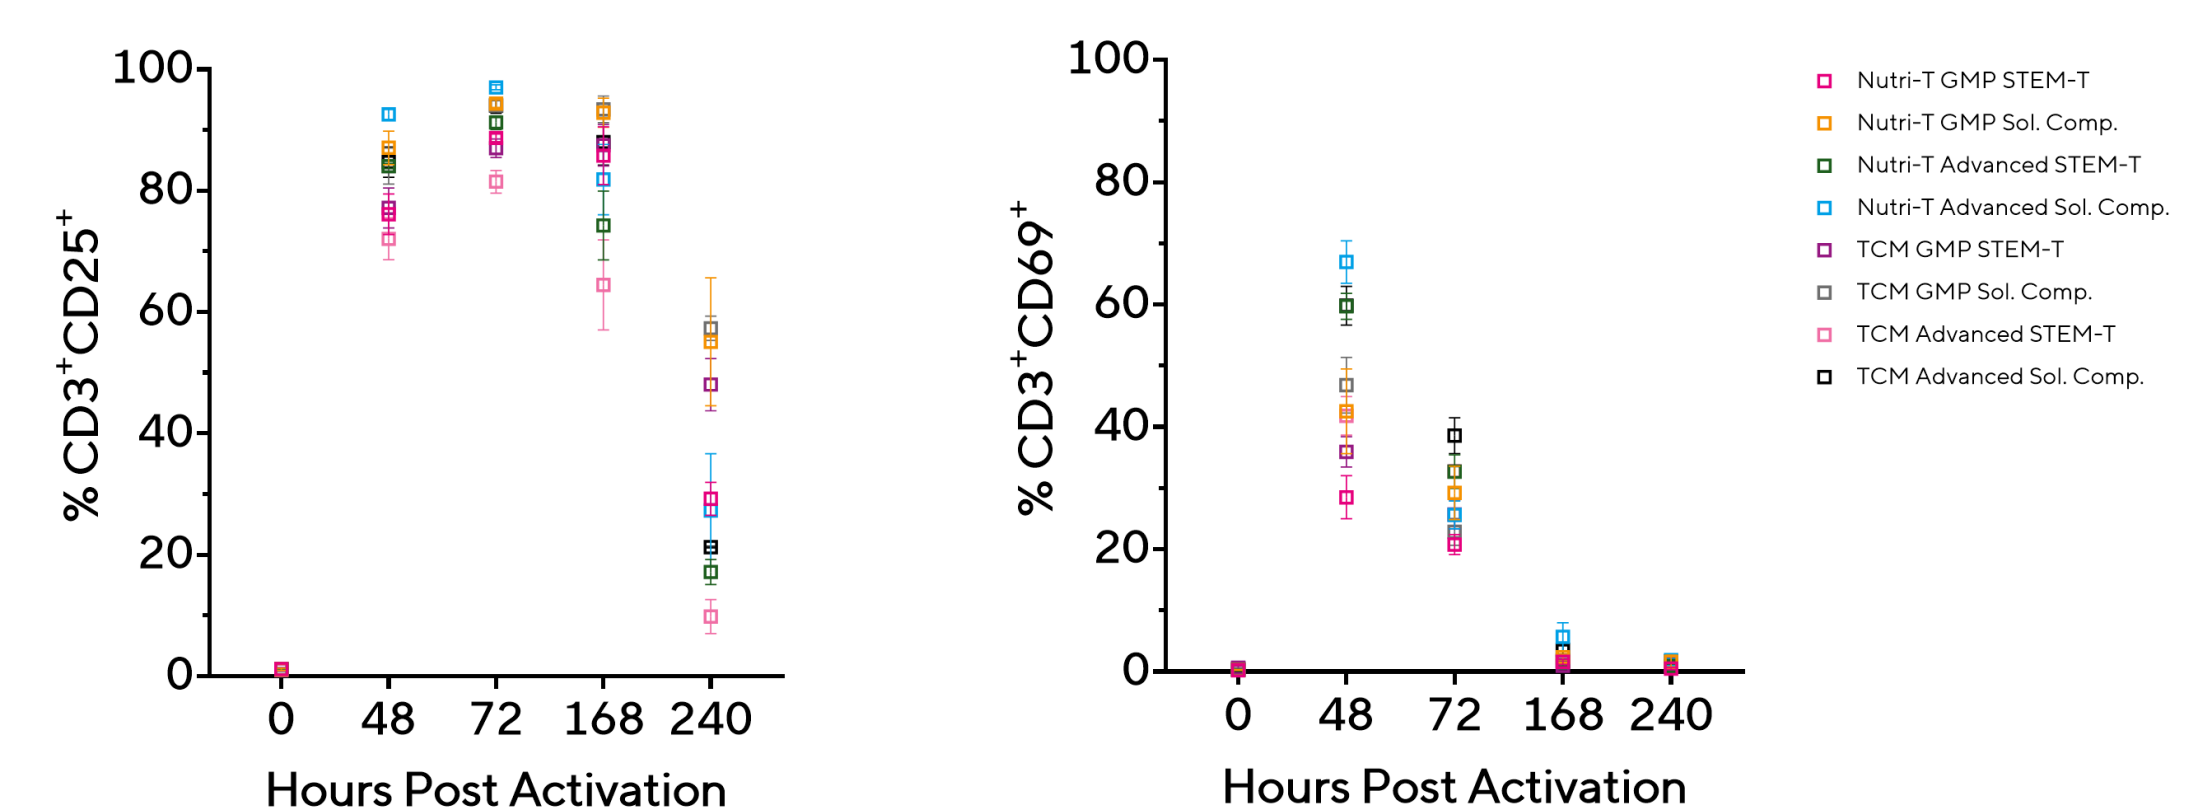 % CD3⁺CD25⁺
100
80
60
40
20
0
0 48 72 168 240
Hours Post Activation
% CD3⁺CD69⁺
100
80
60
40
20
0
0 48 72 168 240
Hours Post Activation
Nutri-T GMP STEM-T
Nutri-T GMP Sol. Comp.
Nutri-T Advanced STEM-T
Nutri-T Advanced Sol. Comp.
TCM GMP STEM-T
TCM GMP Sol. Comp.
TCM Advanced STEM-T
TCM Advanced Sol. Comp.